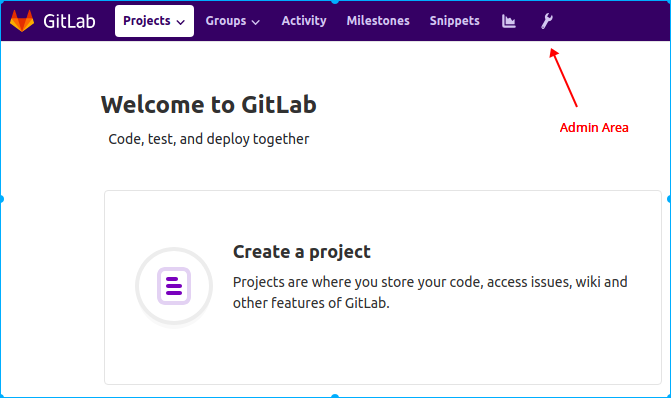 GitLab Projects Groups Activity Milestones Snippets
Admin Area
Welcome to GitLab
Code, test, and deploy together
Create a project
Projects are where you store your code, access issues, wiki and
other features of GitLab.